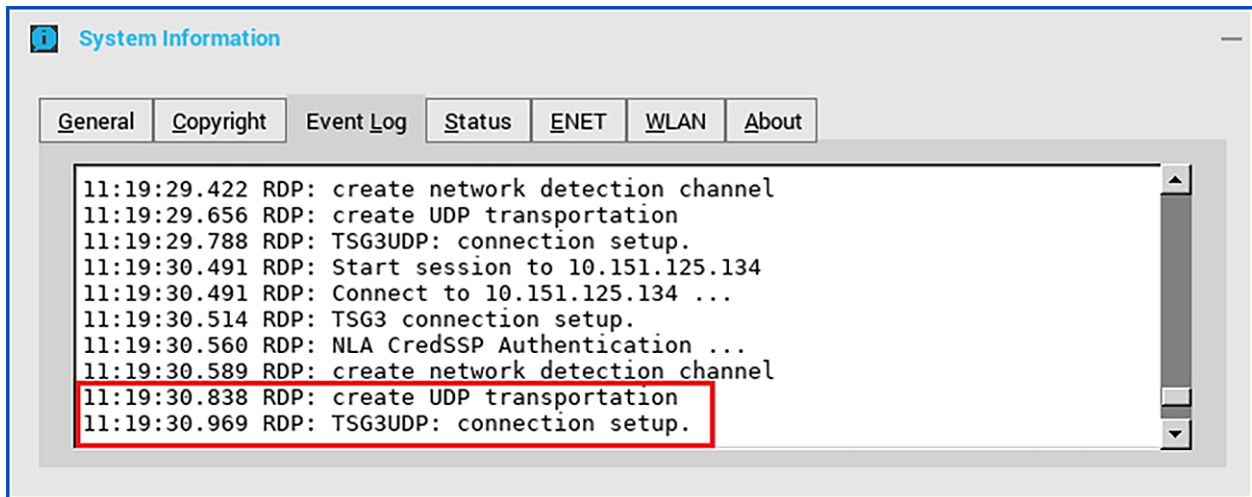 System Information
General Copyright Event Log Status ENET WLAN About
11:19:29.422 RDP: create network detection channel
11:19:29.656 RDP: create UDP transportation
11:19:29.788 RDP: TSG3UDP: connection setup.
11:19:30.491 RDP: Start session to 10.151.125.134
11:19:30.491 RDP: Connect to 10.151.125.134 ...
11:19:30.514 RDP: TSG3 connection setup.
11:19:30.560 RDP: NLA CredSSP Authentication ...
11:19:30.589 RDP: create network detection channel
11:19:30.838 RDP: create UDP transportation
11:19:30.969 RDP: TSG3UDP: connection setup.